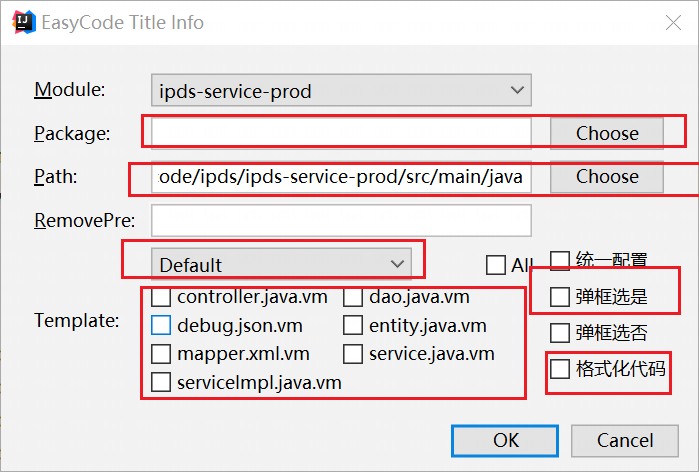 EasyCode Title Info
Module: ipds-service-prod
Package: Choose
Path: ode/ipds/ipds-service-prod/src/main/java Choose
RemovePre:
Default All 统一配置
controller.java.vm dao.java.vm 弹框选是
Template: debug.json.vm entity.java.vm 弹框选否
mapper.xml.vm service.java.vm 格式化代码
serviceImpl.java.vm
OK Cancel